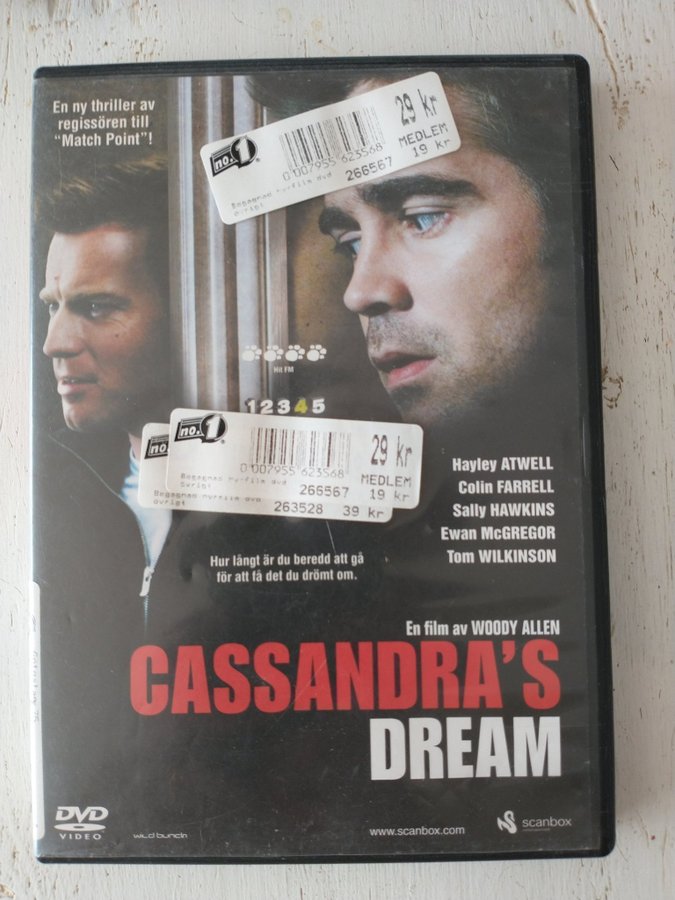 En ny thriller av
regissören till
"Match Point"!
no.1
0 007955 623568
29 kr
MEDLEM
19 kr
266567
Begagnad hyrfilm dvd
övrigt
Hit FM
12345
no.1
0 007955 623568
29 kr
MEDLEM
19 kr
266567
Begagnad hyrfilm dvd
no
Begagnad hyrfilm dvd
övrigt
263528
39 kr
Hayley ATWELL
Colin FARRELL
Sally HAWKINS
Ewan McGREGOR
Tom WILKINSON
Hur långt är du beredd att gå
för att få det du drömt om.
En film av WOODY ALLEN
CASSANDRA'S
DREAM
DVD
VIDEO
wild bunch
www.scanbox.com
scanbox